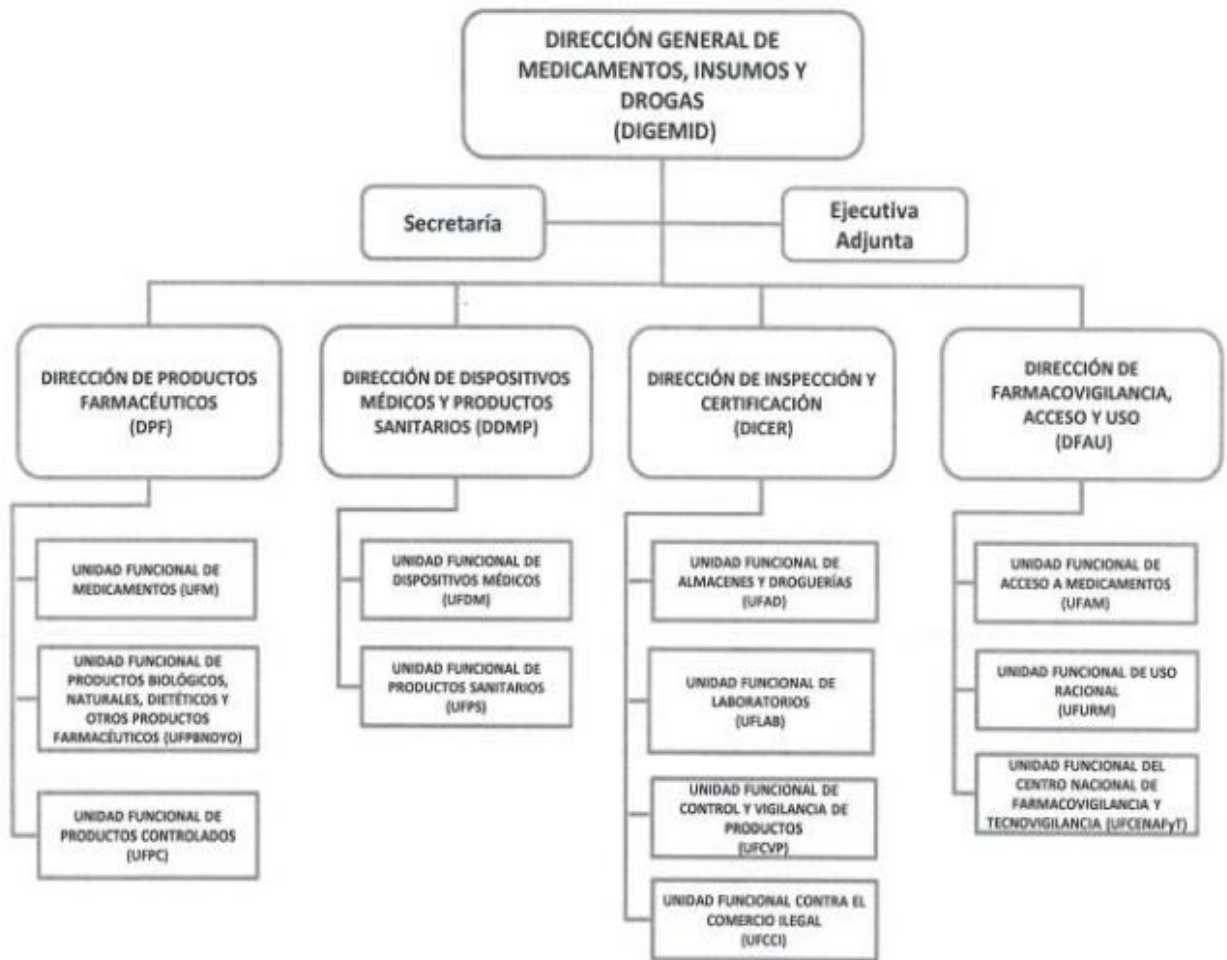 DIRECCIÓN GENERAL DE
MEDICAMENTOS, INSUMOS Y
DROGAS
(DIGEMID)
Secretaría
Ejecutiva
Adjunta
DIRECCIÓN DE PRODUCTOS
FARMACÉUTICOS
(DPF)
DIRECCIÓN DE DISPOSITIVOS
MÉDICOS Y PRODUCTOS
SANITARIOS (DDMP)
DIRECCIÓN DE INSPECCIÓN Y
CERTIFICACIÓN
(DICER)
DIRECCIÓN DE
FARMACOVIGILANCIA,
ACCESO Y USO
(DFAU)
UNIDAD FUNCIONAL DE
MEDICAMENTOS (UFM)
UNIDAD FUNCIONAL DE
PRODUCTOS BIOLÓGICOS,
NATURALES, DIETÉTICOS Y
OTROS PRODUCTOS
FARMACÉUTICOS (UFPBNDYO)
UNIDAD FUNCIONAL DE
PRODUCTOS CONTROLADOS
(UFPC)
UNIDAD FUNCIONAL DE
DISPOSITIVOS MÉDICOS
(UFDM)
UNIDAD FUNCIONAL DE
PRODUCTOS SANITARIOS
(UFPS)
UNIDAD FUNCIONAL DE
ALMACENES Y DROGUERÍAS
(UFAD)
UNIDAD FUNCIONAL DE
LABORATORIOS
(UFLAB)
UNIDAD FUNCIONAL DE
CONTROL Y VIGILANCIA DE
PRODUCTOS
(UFCVP)
UNIDAD FUNCIONAL CONTRA EL
COMERCIO ILEGAL
(UFCCI)
UNIDAD FUNCIONAL DE
ACCESO A MEDICAMENTOS
(UFAM)
UNIDAD FUNCIONAL DE USO
RACIONAL
(UFURM)
UNIDAD FUNCIONAL DEL
CENTRO NACIONAL DE
FARMACOVIGILANCIA Y
TECNOVIGILANCIA (UFCENAFyT)